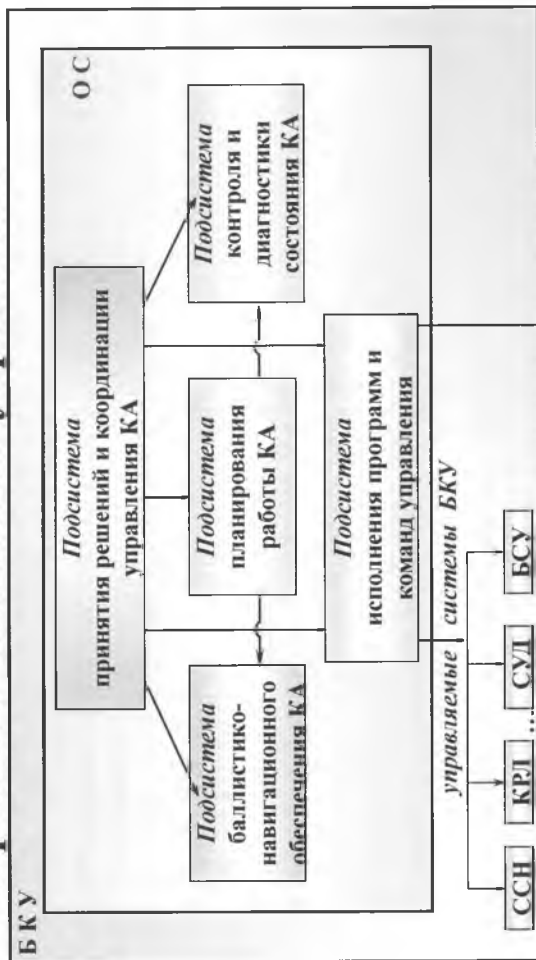 БКУ
ОС
Подсистема
принятия решений и координации
управления КА
Подсистема
баллистико-
навигационного
обеспечения КА
Подсистема
планирования
работы КА
Подсистема
контроля и
диагностики
состояния КА
Подсистема
исполнения программ и
команд управления
управляемые системы БКУ
ССН
КРЛ
СУД
...
БСУ